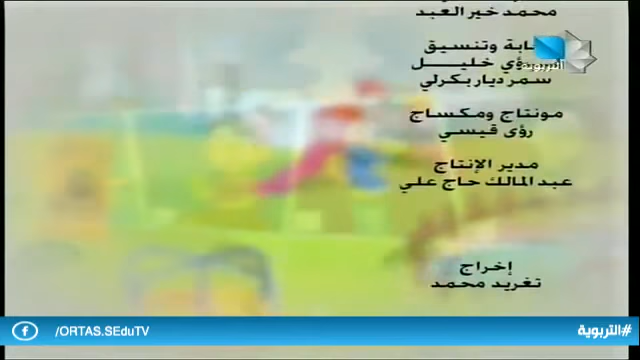 محمد خير العبد
وتنسيق
خليل
سمر ديار بكرلي
التربوية
مونتاج ومكساج
رؤى قيسي
مدير الإنتاج
عبد المالك حاج علي
إخراج
تغريد محمد
/ORTAS.SEduTV
#التربوية